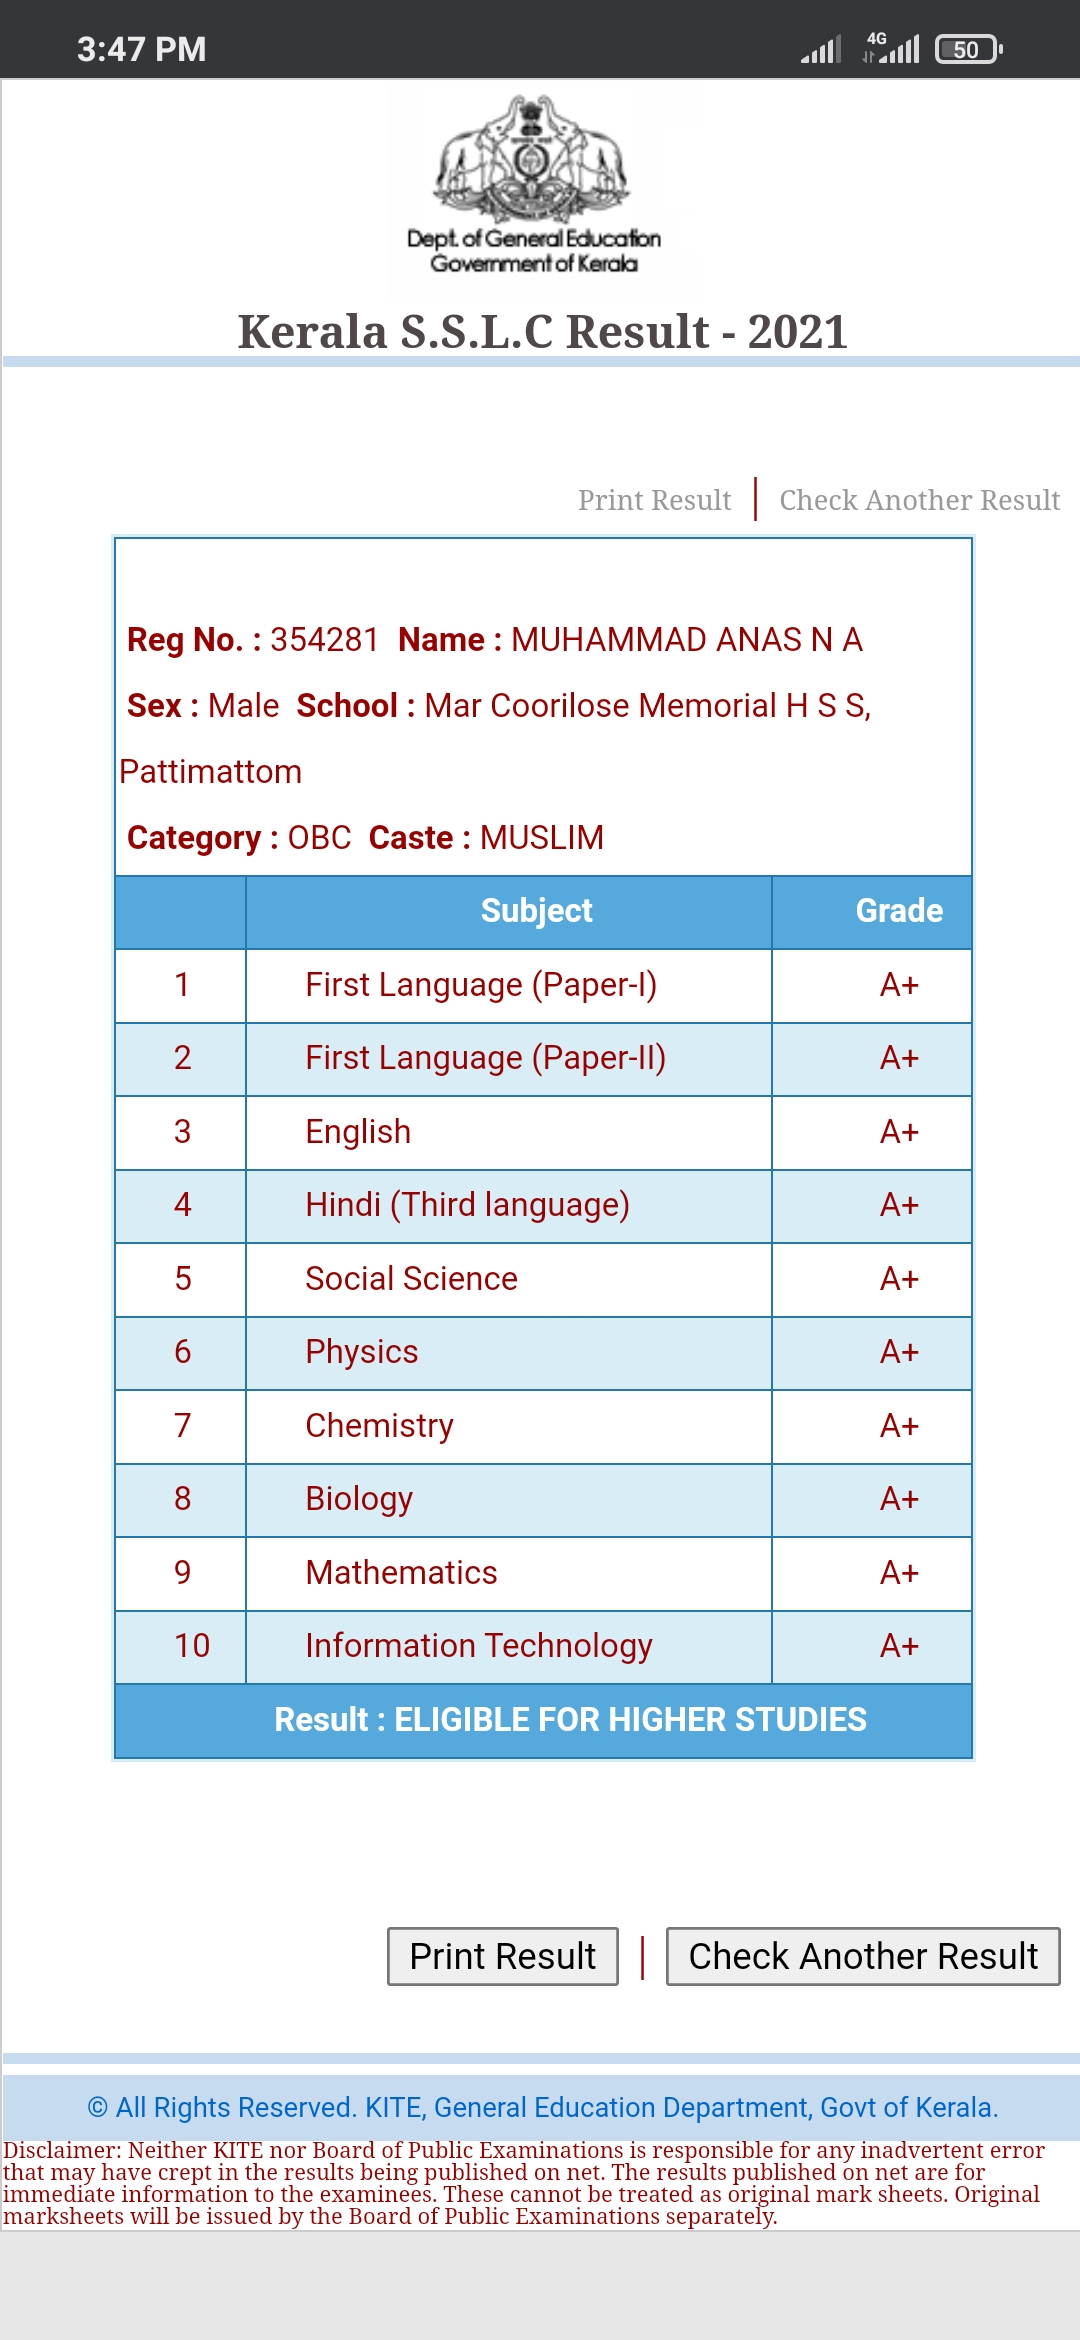 3:47 PM
4G
50
Dept. of General Education
Government of Kerala
Kerala S.S.L.C Result - 2021
Print Result | Check Another Result
Reg No. : 354281 Name : MUHAMMAD ANAS N A
Sex : Male School : Mar Coorilose Memorial H S S,
Pattimattom
Category : OBC Caste : MUSLIM
Subject Grade
1 First Language (Paper-I) A+
2 First Language (Paper-II) A+
3 English A+
4 Hindi (Third language) A+
5 Social Science A+
6 Physics A+
7 Chemistry A+
8 Biology A+
9 Mathematics A+
10 Information Technology A+
Result : ELIGIBLE FOR HIGHER STUDIES
Print Result | Check Another Result
© All Rights Reserved. KITE, General Education Department, Govt of Kerala.
Disclaimer: Neither KITE nor Board of Public Examinations is responsible for any inadvertent error
that may have crept in the results being published on net. The results published on net are for
immediate information to the examinees. These cannot be treated as original mark sheets. Original
marksheets will be issued by the Board of Public Examinations separately.